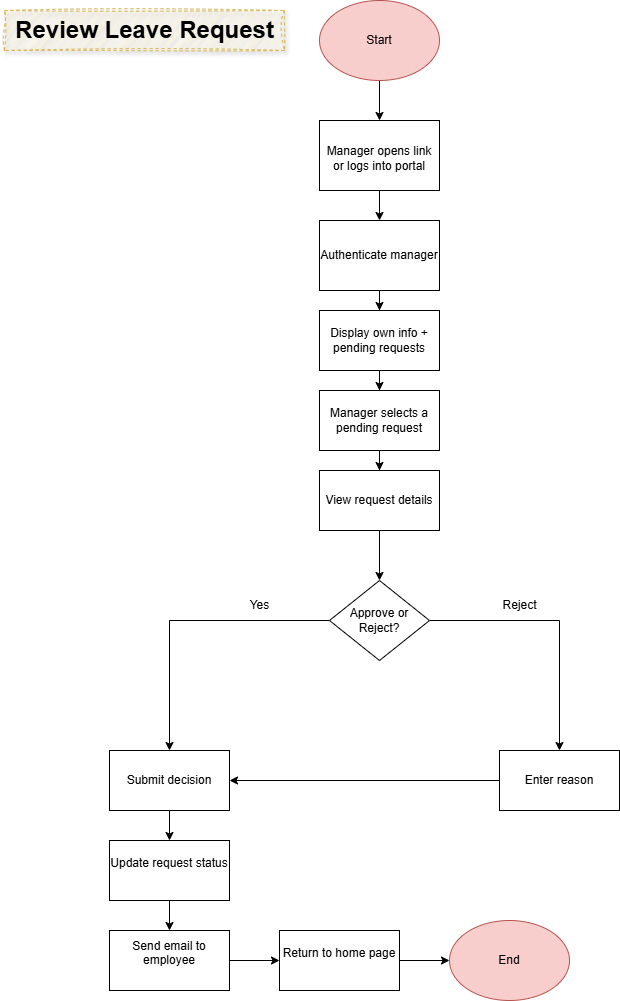 Review Leave Request
Start
Manager opens link
or logs into portal
Authenticate manager
Display own info +
pending requests
Manager selects a
pending request
View request details
Approve or
Reject?
Yes
Reject
Submit decision
Enter reason
Update request status
Send email to
employee
Return to home page
End